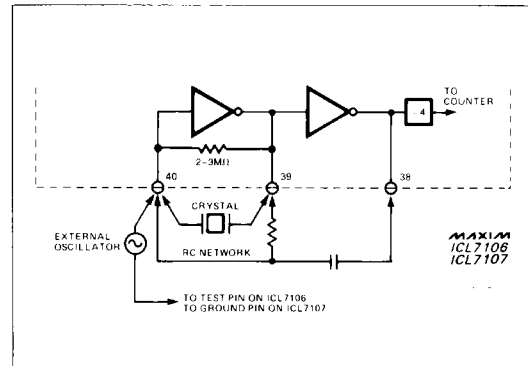 TO
COUNTER
4
2-3MΩ
40
39
38
CRYSTAL
EXTERNAL
OSCILLATOR
RC NETWORK
MAXIM
ICL7106
ICL7107
TO TEST PIN ON ICL7106
TO GROUND PIN ON ICL7107